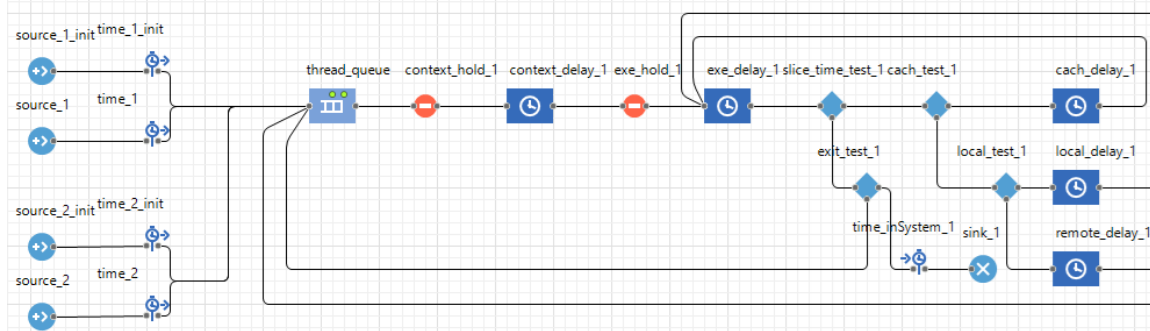 source_1_init
time_1_init
thread_queue
context_hold_1
context_delay_1
exe_hold_1
exe_delay_1
slice_time_test_1
cach_test_1
cach_delay_1
source_1
time_1
exit_test_1
local_test_1
local_delay_1
source_2_init
time_2_init
time_inSystem_1
sink_1
remote_delay_1
source_2
time_2